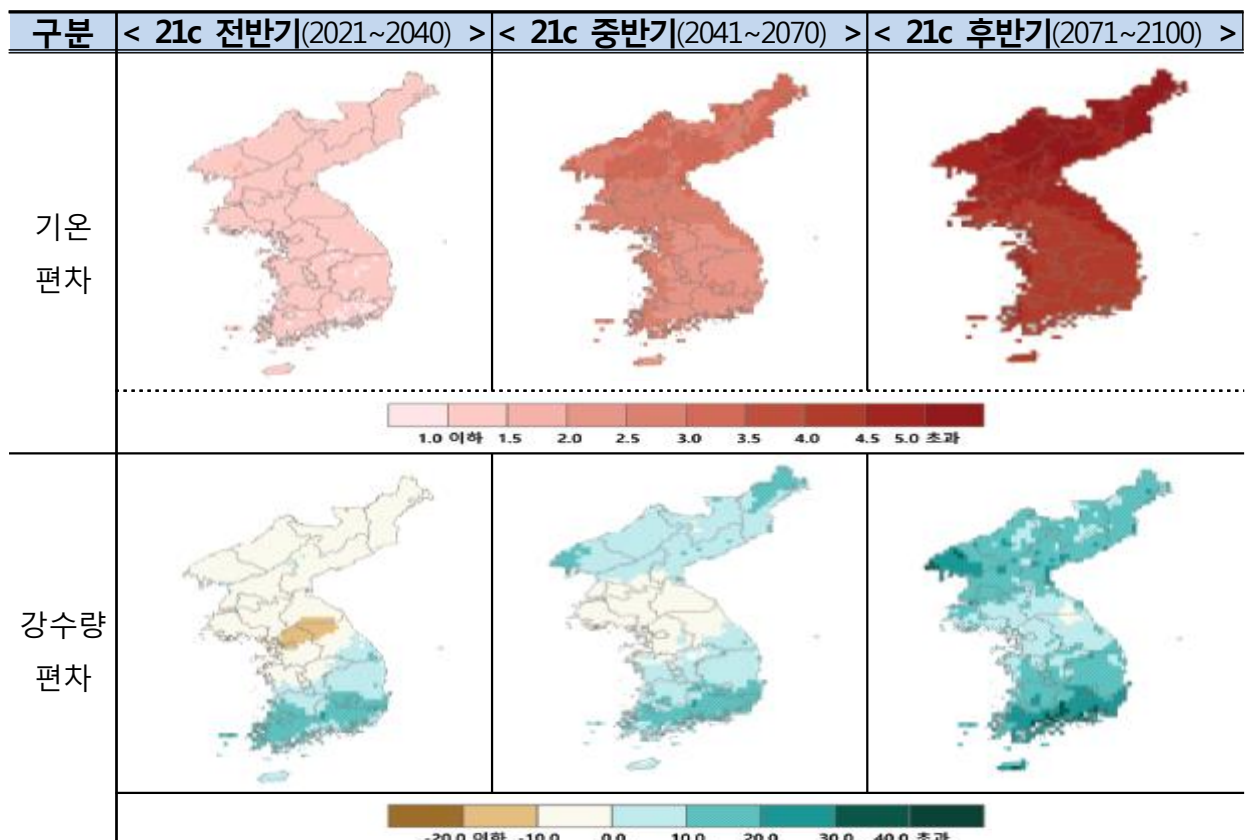 구분 < 21c 전반기(2021~2040) > < 21c 중반기(2041~2070) > < 21c 후반기(2071~2100) >
기온
편차
1.0 이하 1.5 2.0 2.5 3.0 3.5 4.0 4.5 5.0 초과
강수량
편차
-20.0 이하 -10.0 0.0 10.0 20.0 30.0 40.0 초과